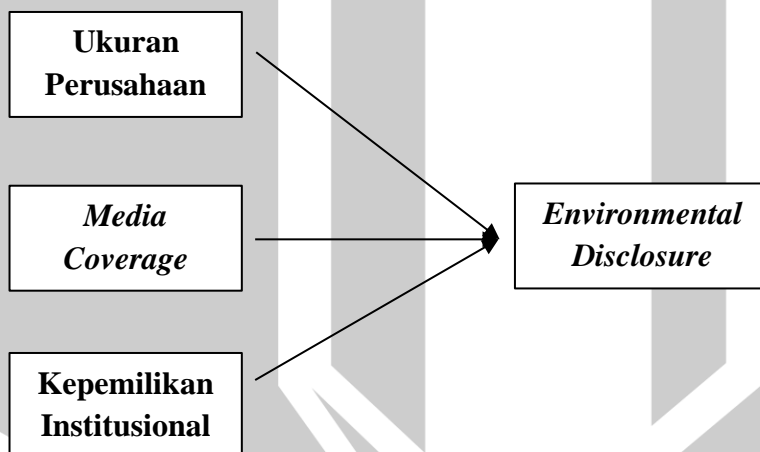 Ukuran
Perusahaan
Media
Coverage
Environmental
Disclosure
Kepemilikan
Institusional